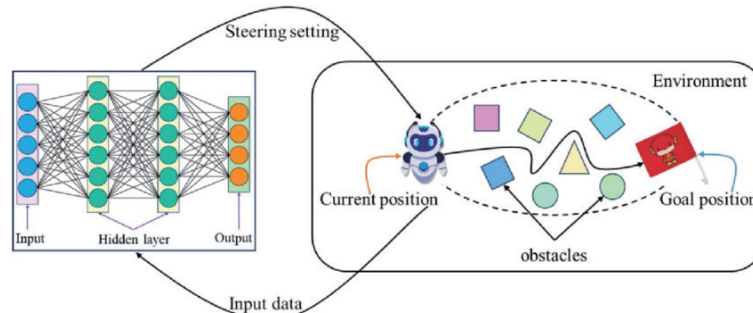 Steering setting
Environment
Current position
Goal position
Input
Hidden layer
Output
obstacles
Input data